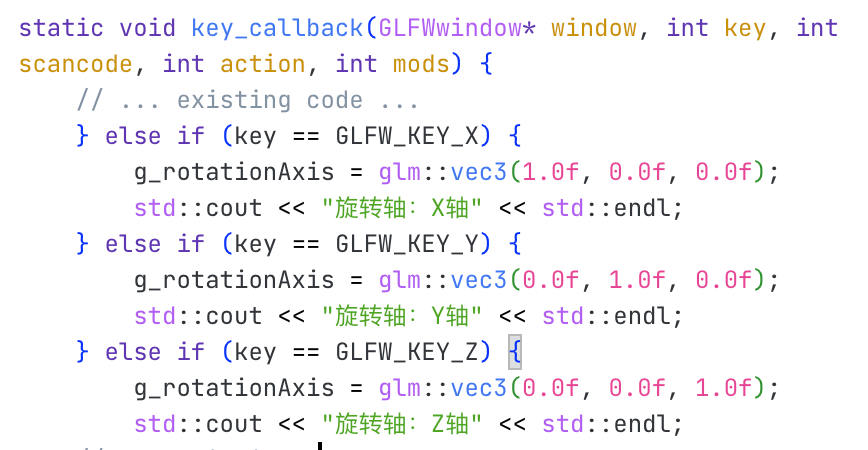 static void key_callback(GLFWwindow* window, int key, int
scancode, int action, int mods) {
    // ... existing code ...
    } else if (key == GLFW_KEY_X) {
        g_rotationAxis = glm::vec3(1.0f, 0.0f, 0.0f);
        std::cout << "旋转轴: X轴" << std::endl;
    } else if (key == GLFW_KEY_Y) {
        g_rotationAxis = glm::vec3(0.0f, 1.0f, 0.0f);
        std::cout << "旋转轴: Y轴" << std::endl;
    } else if (key == GLFW_KEY_Z) {
        g_rotationAxis = glm::vec3(0.0f, 0.0f, 1.0f);
        std::cout << "旋转轴: Z轴" << std::endl;